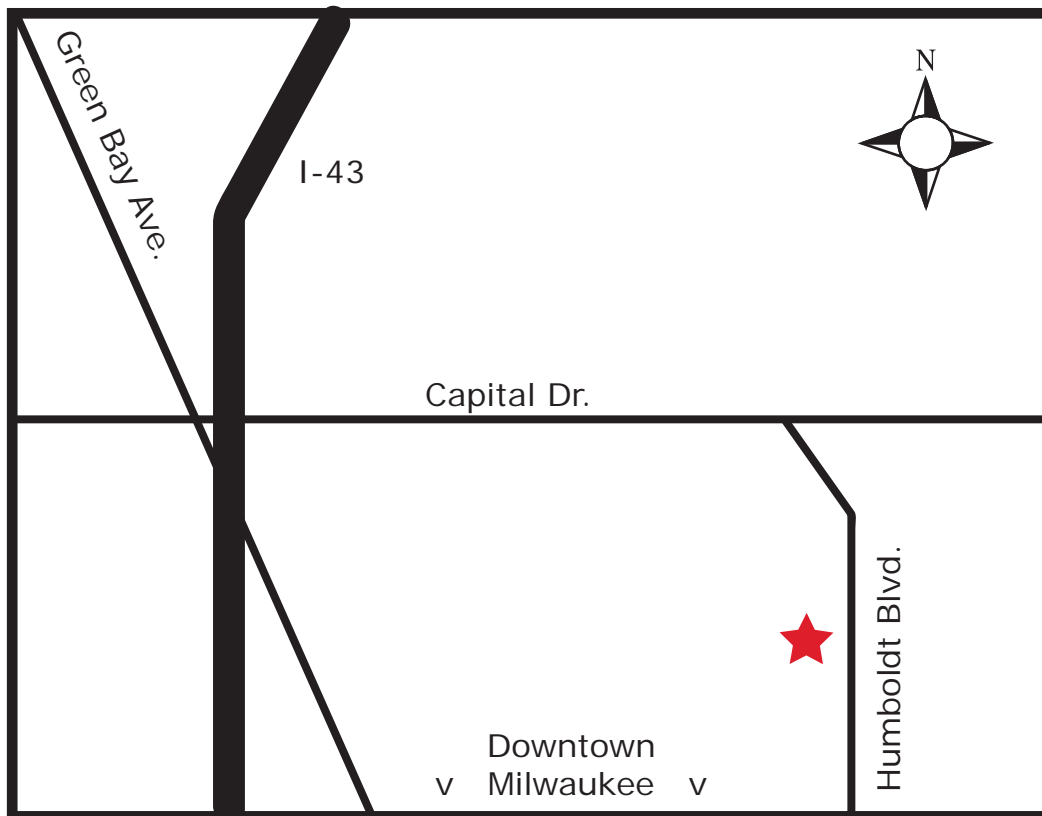 N
Green Bay Ave.
I-43
Capital Dr.
Humboldt Blvd.
Downtown
v Milwaukee v